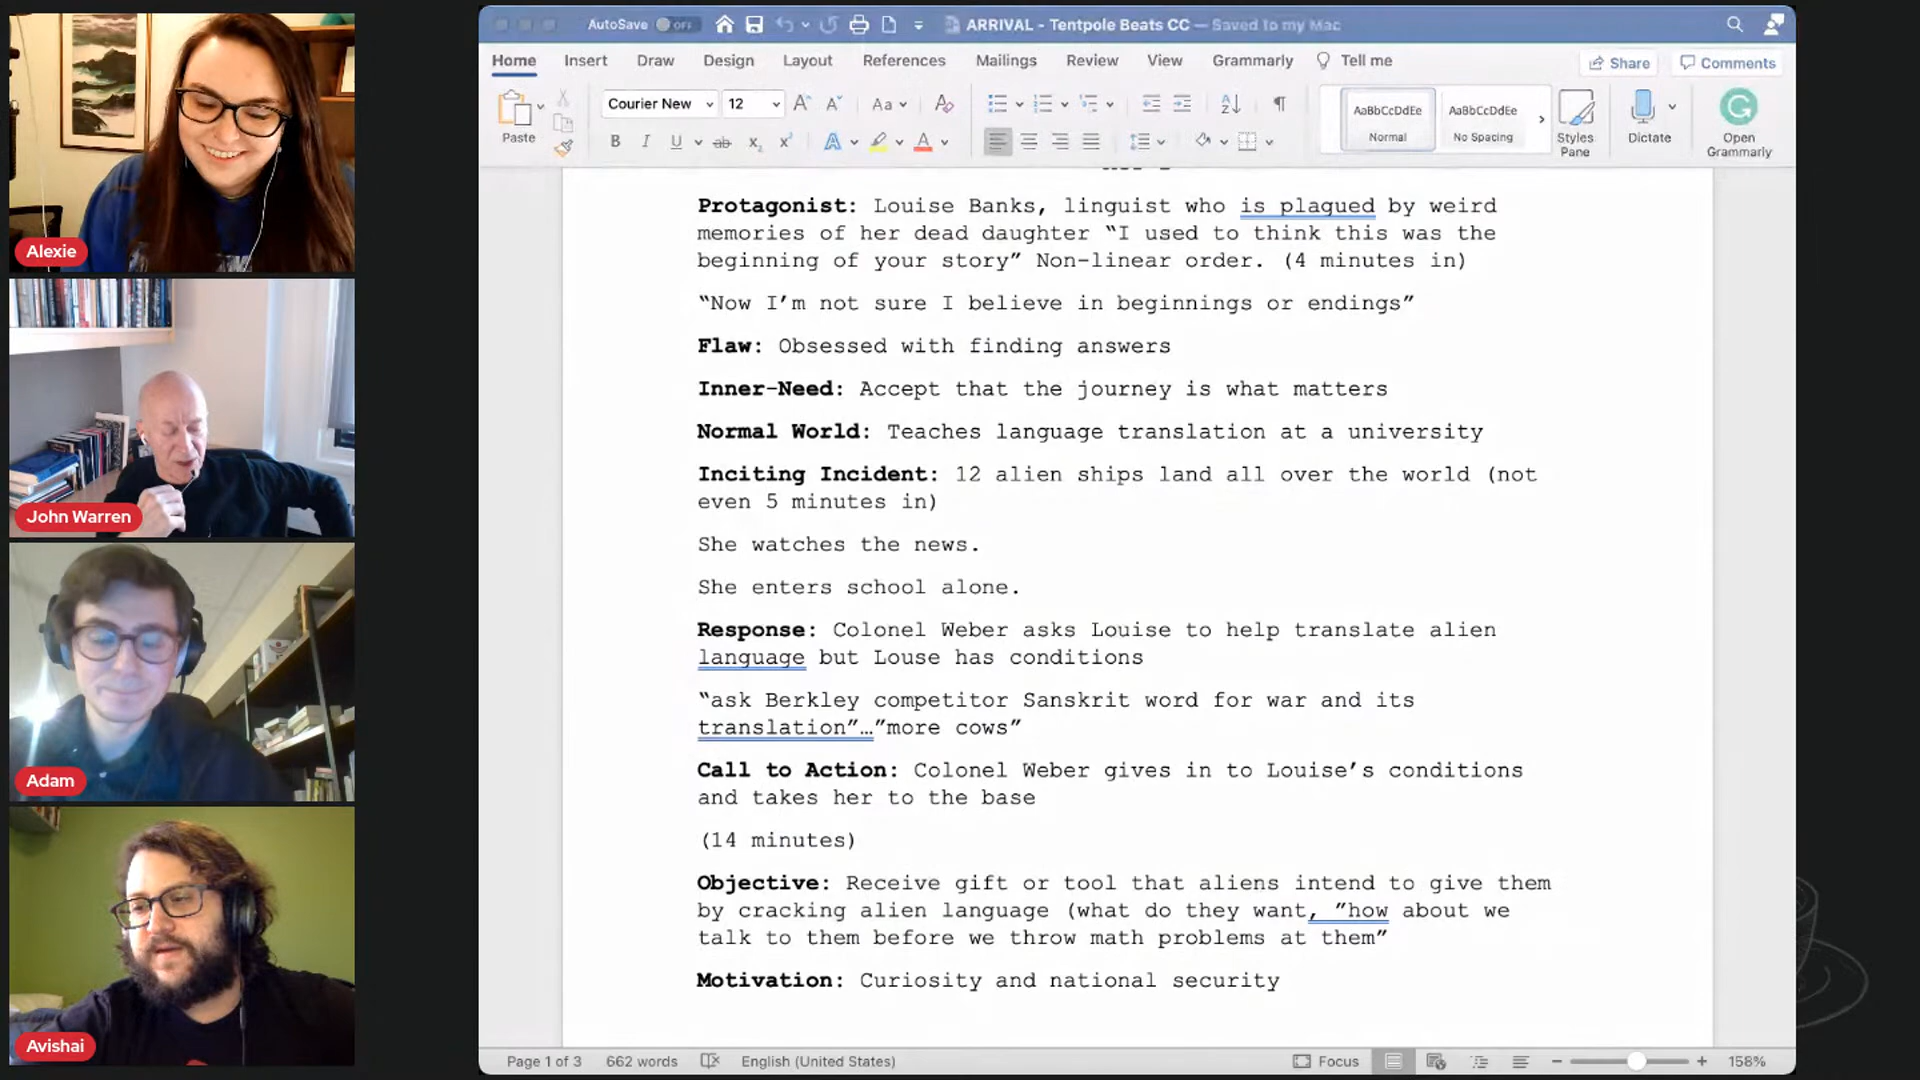 Alexie
John Warren
Adam
Avishai
AutoSave OFF
ARRIVAL - Tentpole Beats CC — Saved to my Mac
Home Insert Draw Design Layout References Mailings Review View Grammarly Tell me
Share Comments
Paste
Courier New 12
Aa
AaBbCcDdEe
Normal
AaBbCcDdEe
No Spacing
Styles
Pane
Dictate
Open
Grammarly
Protagonist: Louise Banks, linguist who is plagued by weird
memories of her dead daughter “I used to think this was the
beginning of your story” Non-linear order. (4 minutes in)
“Now I’m not sure I believe in beginnings or endings”
Flaw: Obsessed with finding answers
Inner-Need: Accept that the journey is what matters
Normal World: Teaches language translation at a university
Inciting Incident: 12 alien ships land all over the world (not
even 5 minutes in)
She watches the news.
She enters school alone.
Response: Colonel Weber asks Louise to help translate alien
language but Louse has conditions
“ask Berkley competitor Sanskrit word for war and its
translation”…”more cows”
Call to Action: Colonel Weber gives in to Louise’s conditions
and takes her to the base
(14 minutes)
Objective: Receive gift or tool that aliens intend to give them
by cracking alien language (what do they want, ”how about we
talk to them before we throw math problems at them”
Motivation: Curiosity and national security
Page 1 of 3 662 words English (United States) Focus 158%